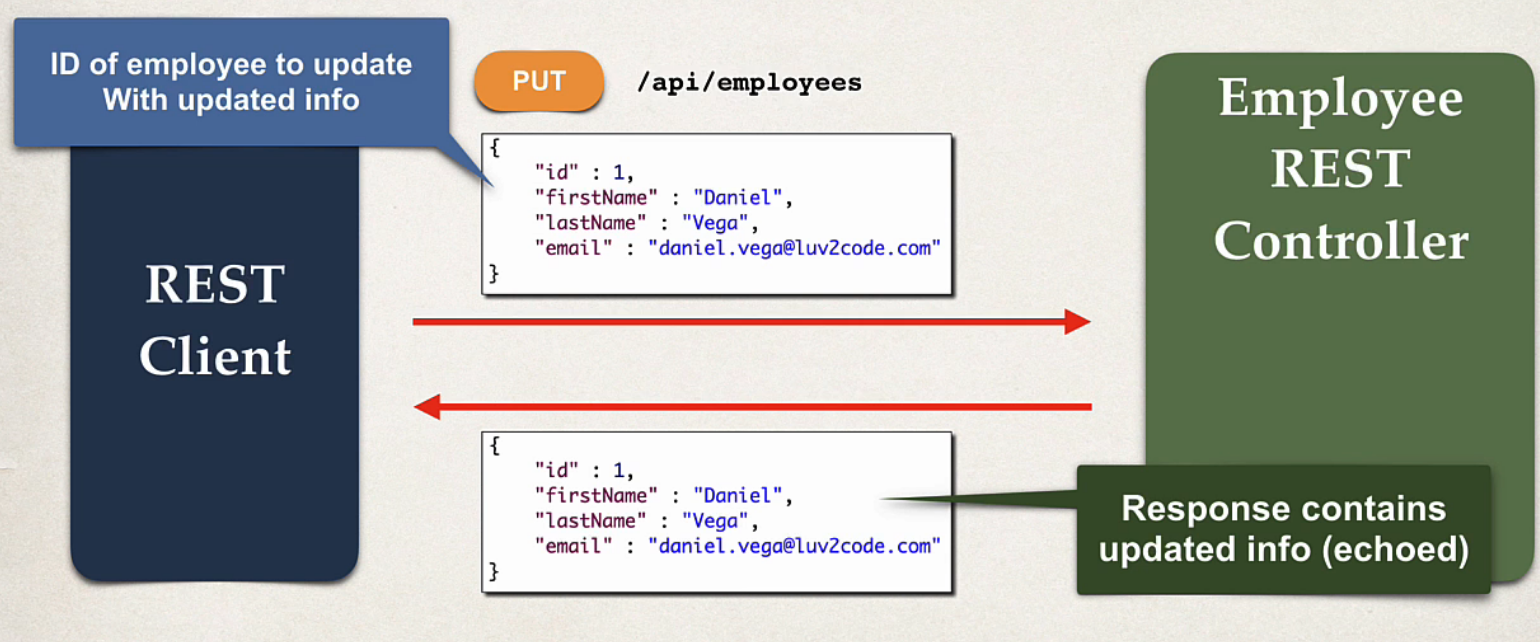 ID of employee to update
With updated info
PUT
/api/employees
{
"id" : 1,
"firstName" : "Daniel",
"lastName" : "Vega",
"email" : "daniel.vega@luv2code.com"
}
REST
Client
Employee
REST
Controller
{
"id" : 1,
"firstName" : "Daniel",
"lastName" : "Vega",
"email" : "daniel.vega@luv2code.com"
}
Response contains
updated info (echoed)